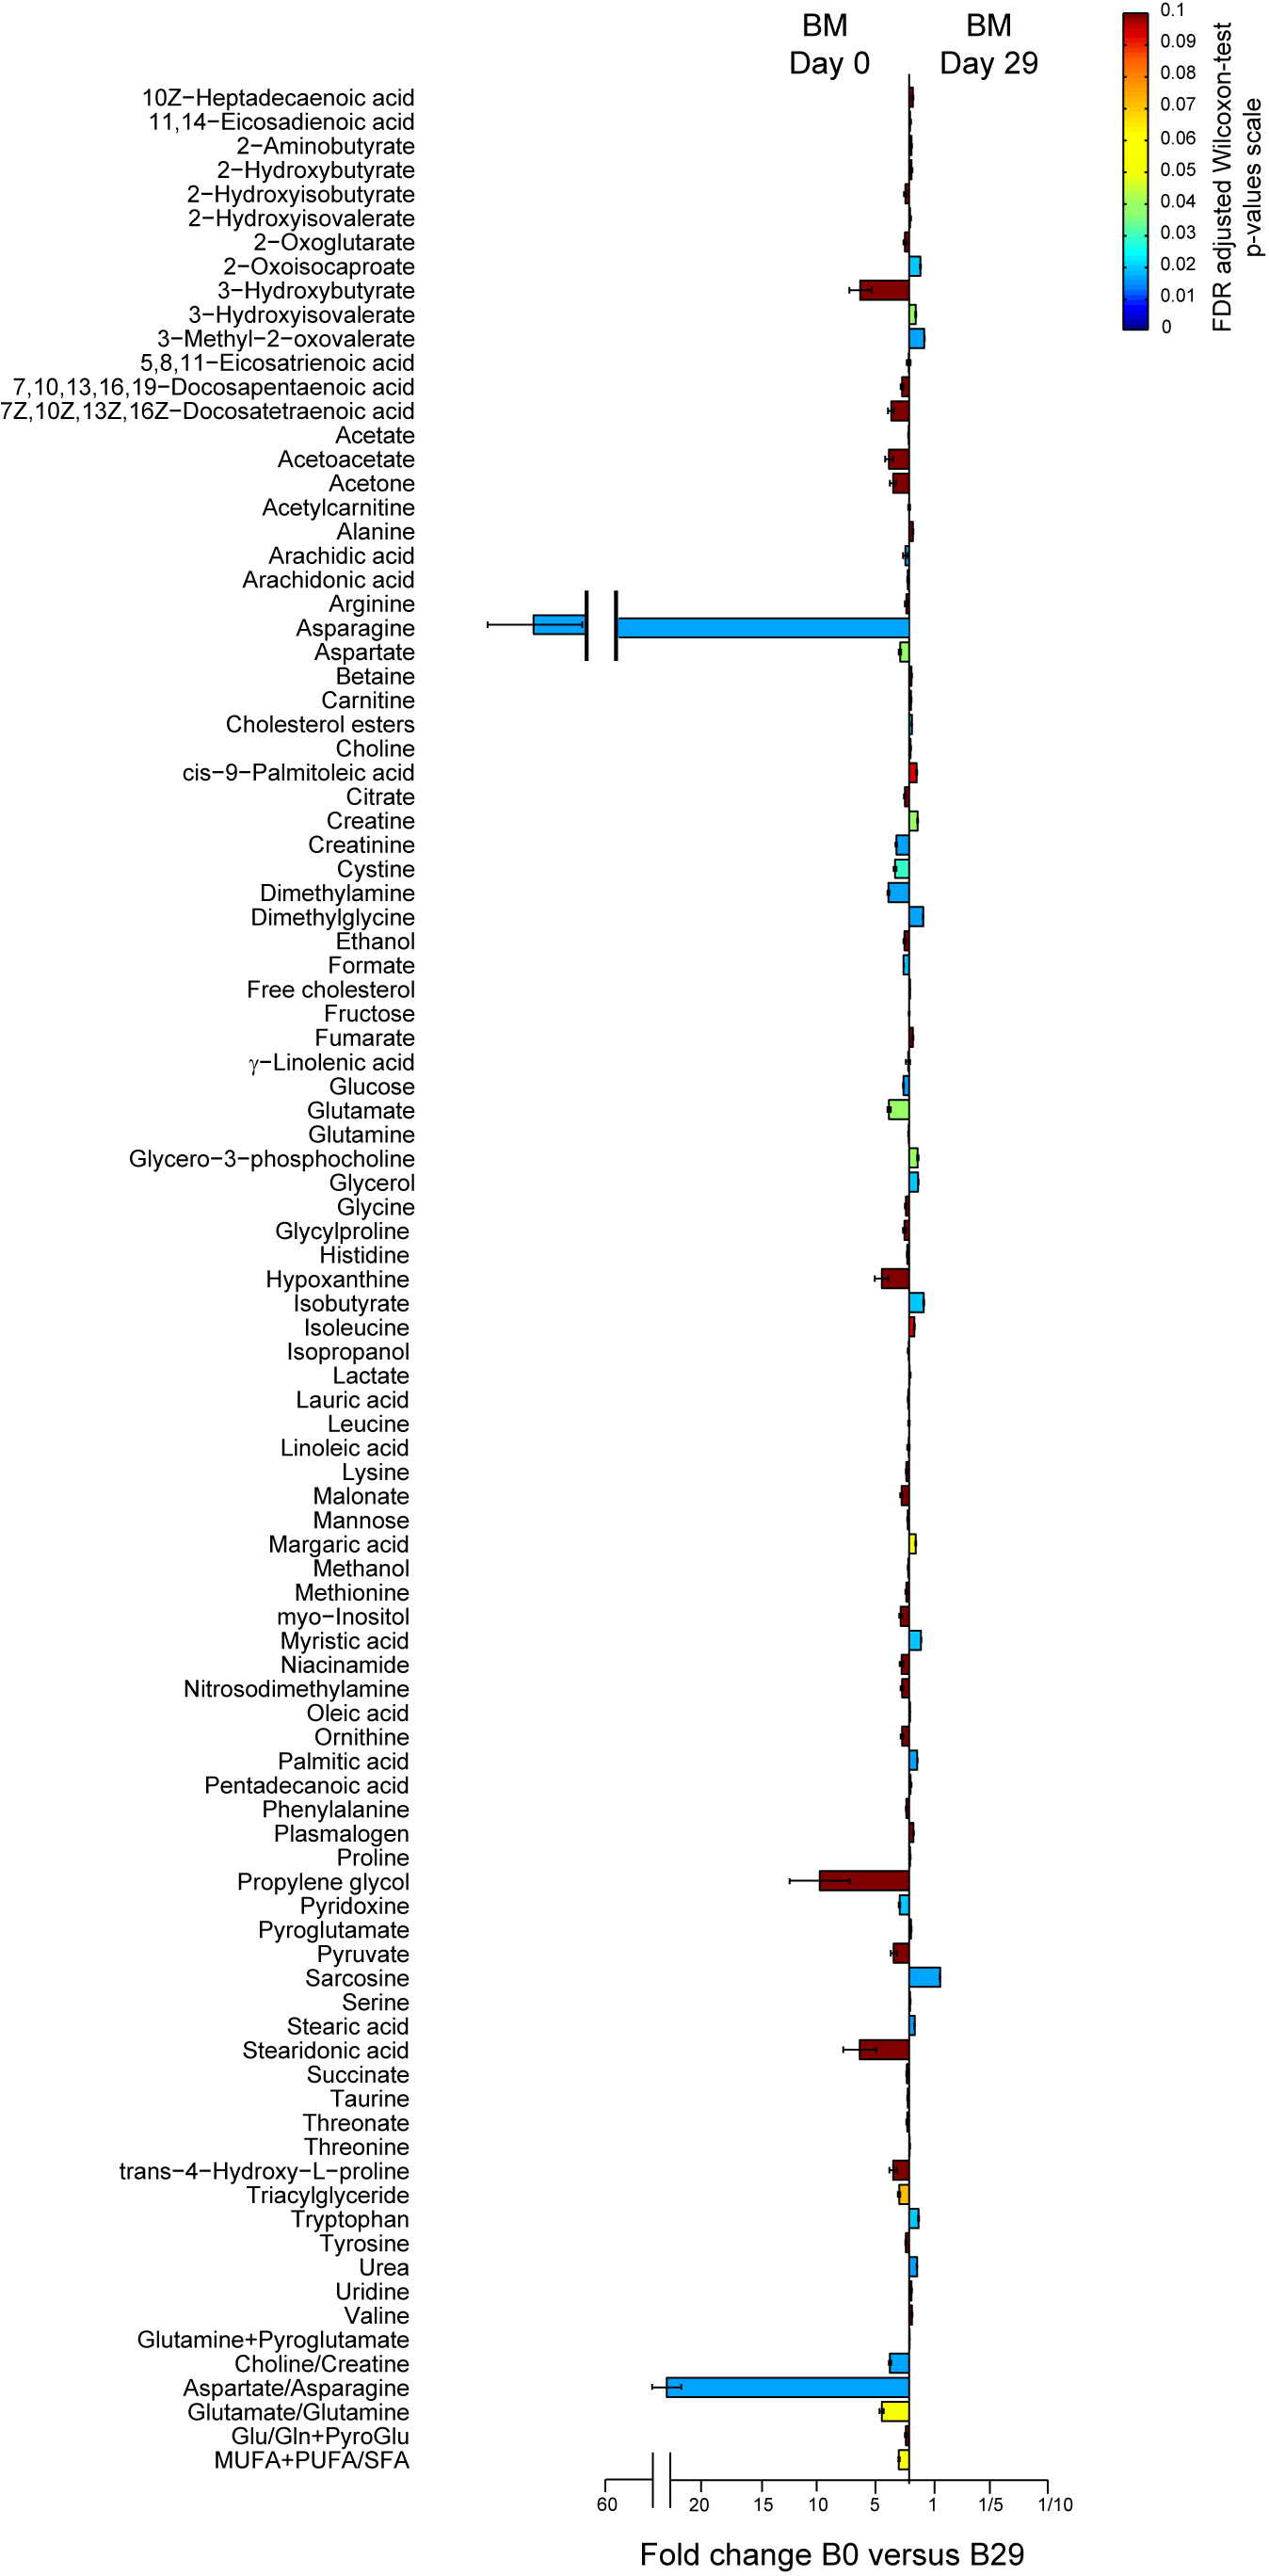 BM
Day 0
BM
Day 29
0.1
0.09
0.08
0.07
0.06
0.05
0.04
0.03
0.02
0.01
0
FDR adjusted Wilcoxon-test
p-values scale
10Z−Heptadecaenoic acid
11,14−Eicosadienoic acid
2−Aminobutyrate
2−Hydroxybutyrate
2−Hydroxyisobutyrate
2−Hydroxyisovalerate
2−Oxoglutarate
2−Oxoisocaproate
3−Hydroxybutyrate
3−Hydroxyisovalerate
3−Methyl−2−oxovalerate
5,8,11−Eicosatrienoic acid
7,10,13,16,19−Docosapentaenoic acid
7Z,10Z,13Z,16Z−Docosatetraenoic acid
Acetate
Acetoacetate
Acetone
Acetylcarnitine
Alanine
Arachidic acid
Arachidonic acid
Arginine
Asparagine
Aspartate
Betaine
Carnitine
Cholesterol esters
Choline
cis−9−Palmitoleic acid
Citrate
Creatine
Creatinine
Cystine
Dimethylamine
Dimethylglycine
Ethanol
Formate
Free cholesterol
Fructose
Fumarate
γ−Linolenic acid
Glucose
Glutamate
Glutamine
Glycero−3−phosphocholine
Glycerol
Glycine
Glycylproline
Histidine
Hypoxanthine
Isobutyrate
Isoleucine
Isopropanol
Lactate
Lauric acid
Leucine
Linoleic acid
Lysine
Malonate
Mannose
Margaric acid
Methanol
Methionine
myo−Inositol
Myristic acid
Niacinamide
Nitrosodimethylamine
Oleic acid
Ornithine
Palmitic acid
Pentadecanoic acid
Phenylalanine
Plasmalogen
Proline
Propylene glycol
Pyridoxine
Pyroglutamate
Pyruvate
Sarcosine
Serine
Stearic acid
Stearidonic acid
Succinate
Taurine
Threonate
Threonine
trans−4−Hydroxy−L−proline
Triacylglyceride
Tryptophan
Tyrosine
Urea
Uridine
Valine
Glutamine+Pyroglutamate
Choline/Creatine
Aspartate/Asparagine
Glutamate/Glutamine
Glu/Gln+PyroGlu
MUFA+PUFA/SFA
60 20 15 10 5 1 1/5 1/10
Fold change B0 versus B29